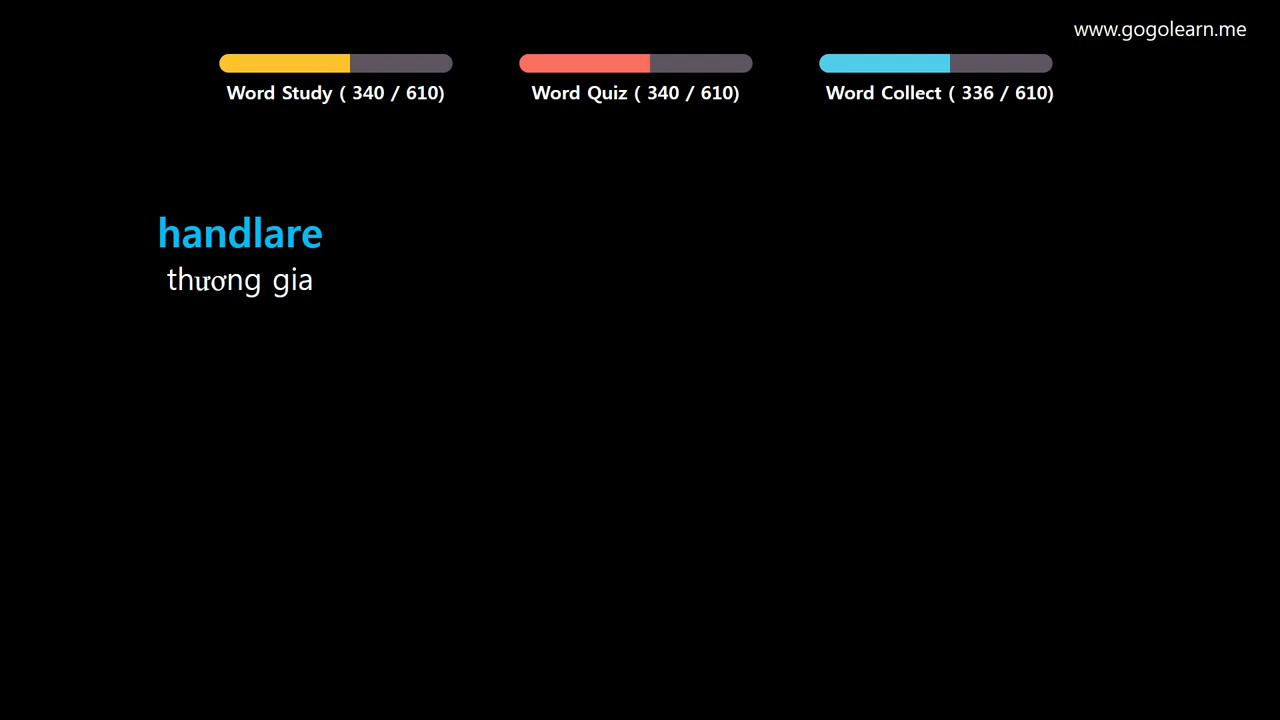 www.gogolearn.me
Word Study ( 340 / 610)
Word Quiz ( 340 / 610)
Word Collect ( 336 / 610)
handlare
thương gia